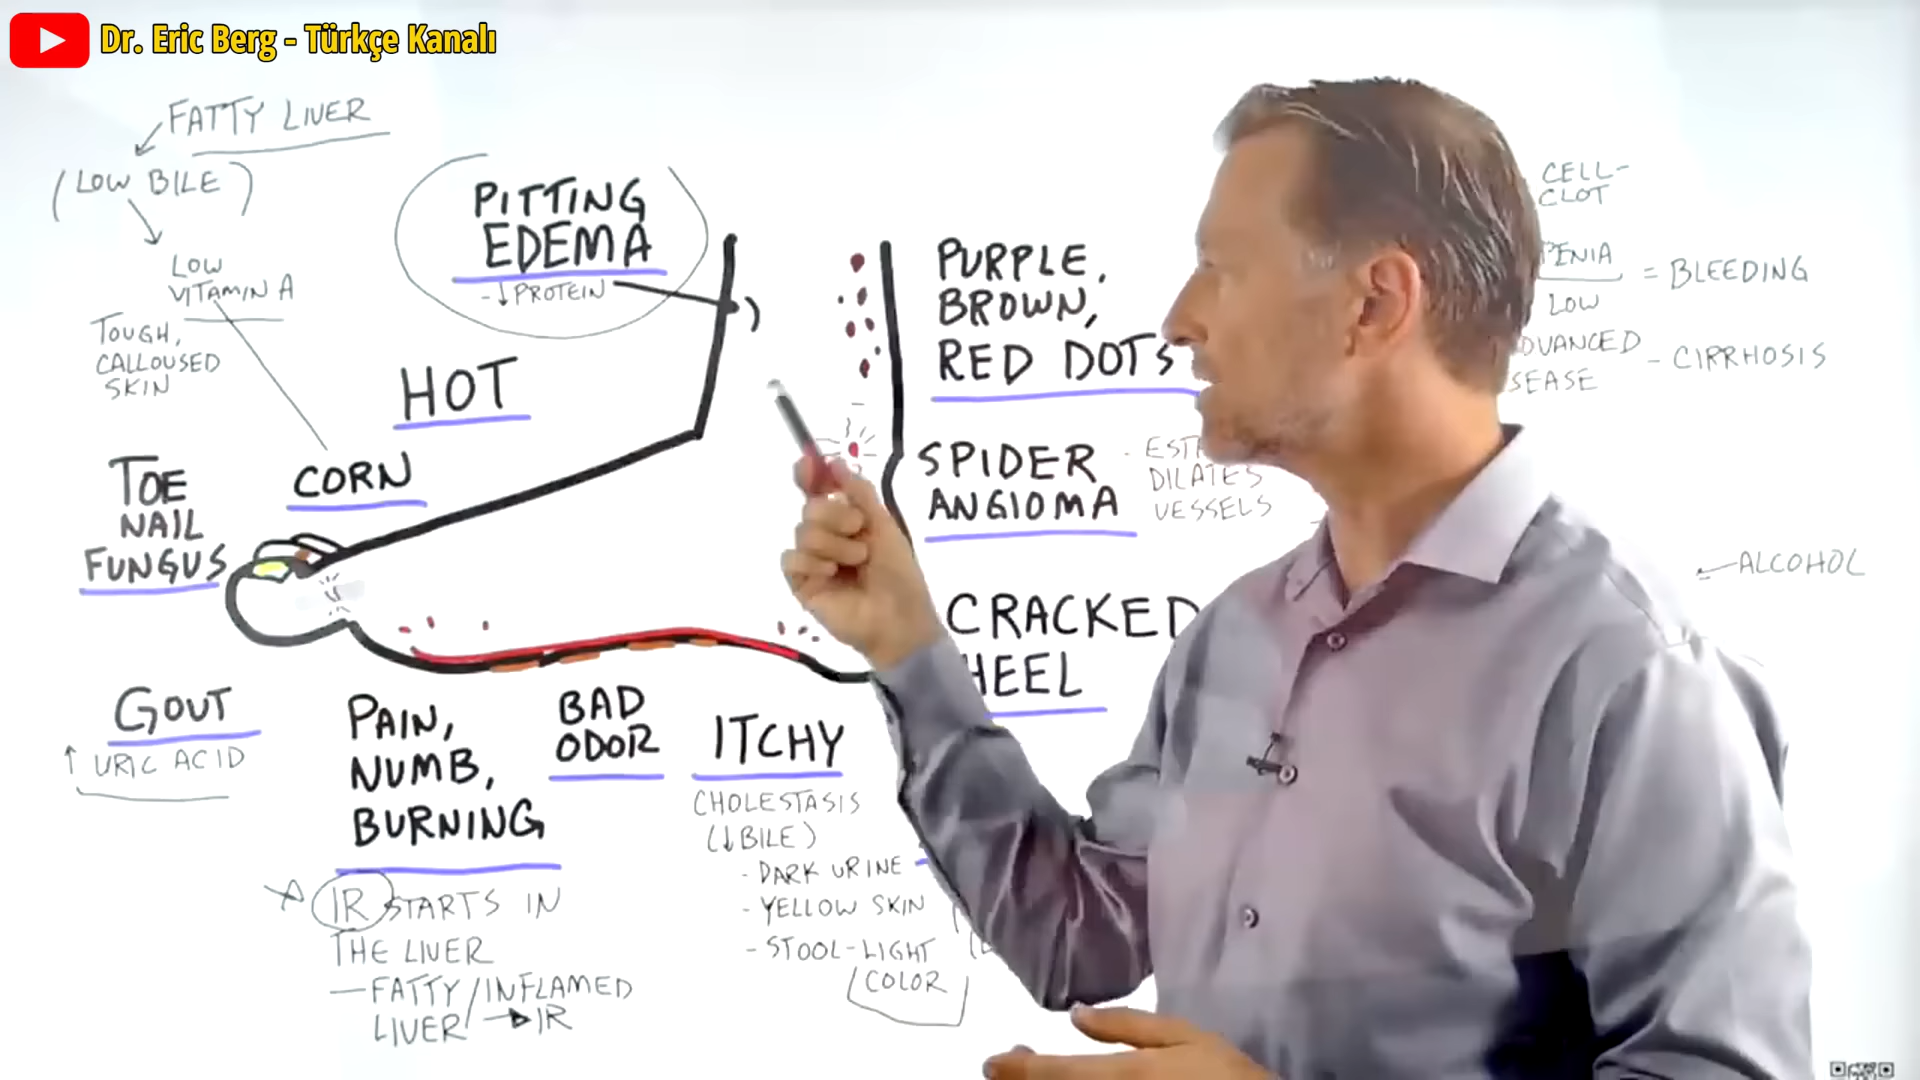 Dr. Eric Berg - Türkçe Kanalı
FATTY LIVER
(LOW BILE)
LOW
VITAMIN A
TOUGH,
CALLOUSED
SKIN
PITTING
EDEMA
-↓PROTEIN
HOT
CORN
TOE
NAIL
FUNGUS
GOUT
↑ URIC ACID
PAIN,
NUMB,
BURNING
IR STARTS IN
THE LIVER
- FATTY/INFLAMED
LIVER → IR
BAD
ODOR
ITCHY
CHOLESTASIS
(↓BILE)
- DARK URINE
- YELLOW SKIN
- STOOL-LIGHT
COLOR
PURPLE,
BROWN,
RED DOTS
SPIDER
ANGIOMA
DILATES
VESSELS
CRACKED
HEEL
CELL-
CLOT
PENIA = BLEEDING
LOW
- CIRRHOSIS
ALCOHOL